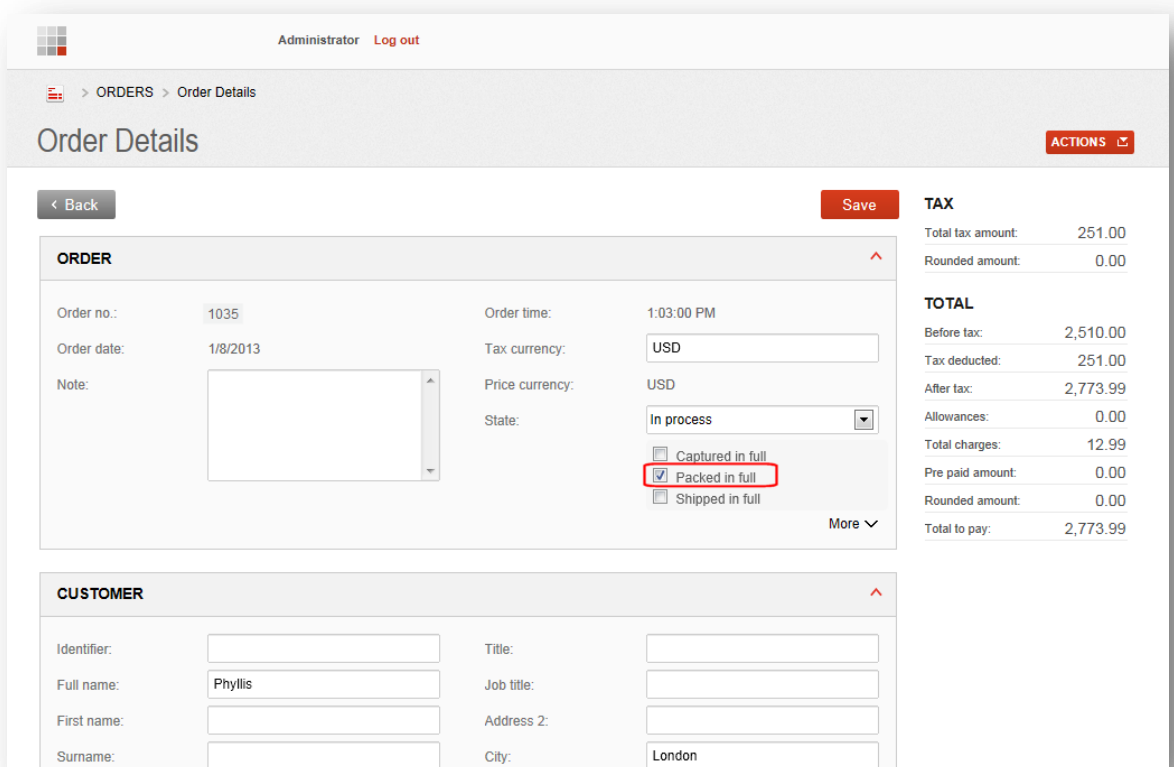 Administrator Log out
> ORDERS > Order Details
Order Details
ACTIONS
< Back
Save
ORDER
Order no.: 1035
Order time: 1:03:00 PM
Order date: 1/8/2013
Tax currency: USD
Note:
Price currency: USD
State: In process
Captured in full
Packed in full
Shipped in full
More
CUSTOMER
Identifier:
Title:
Full name: Phyllis
Job title:
First name:
Address 2:
Surname:
City: London
TAX
Total tax amount: 251.00
Rounded amount: 0.00
TOTAL
Before tax: 2,510.00
Tax deducted: 251.00
After tax: 2,773.99
Allowances: 0.00
Total charges: 12.99
Pre paid amount: 0.00
Rounded amount: 0.00
Total to pay: 2,773.99